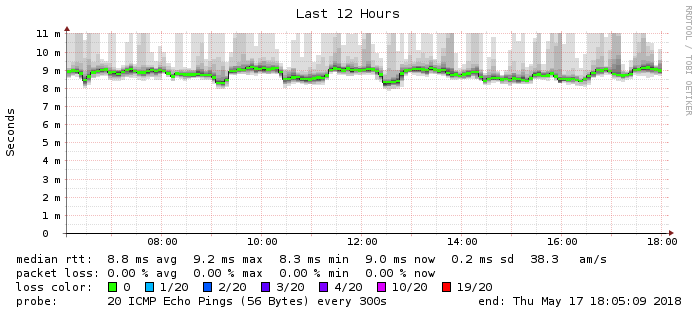 Last 12 Hours
RRDTOOL / TOBI OETIKER
Seconds
11 m
10 m
9 m
8 m
7 m
6 m
5 m
4 m
3 m
2 m
1 m
0
08:00 10:00 12:00 14:00 16:00 18:00
median rtt: 8.8 ms avg 9.2 ms max 8.3 ms min 9.0 ms now 0.2 ms sd 38.3 am/s
packet loss: 0.00 % avg 0.00 % max 0.00 % min 0.00 % now
loss color: 0 1/20 2/20 3/20 4/20 10/20 19/20
probe: 20 ICMP Echo Pings (56 Bytes) every 300s end: Thu May 17 18:05:09 2018